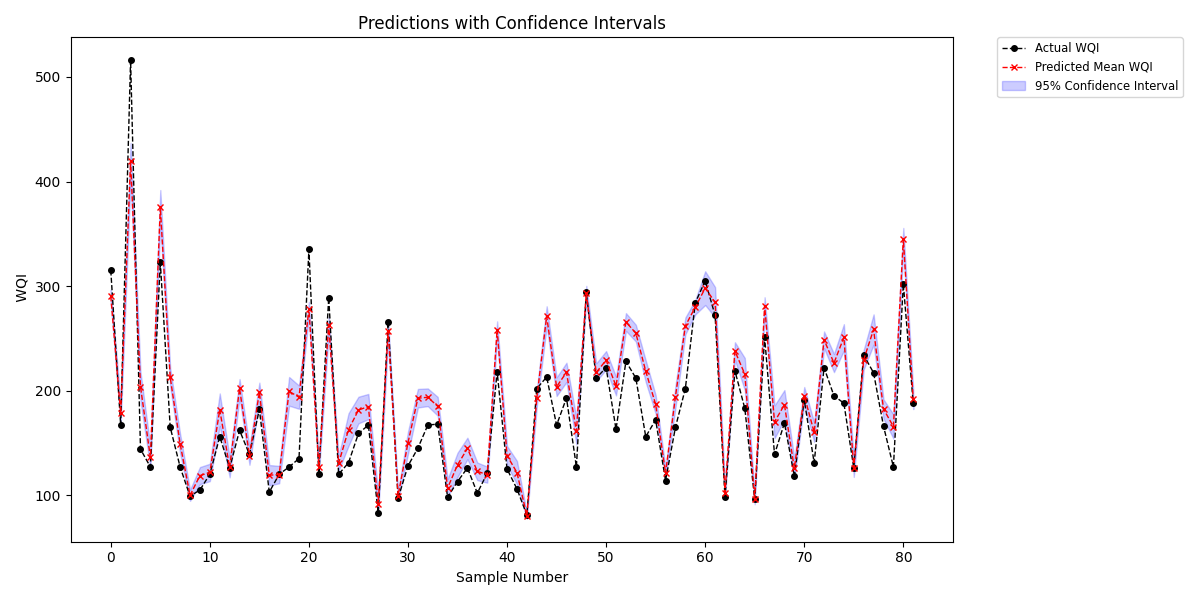 Predictions with Confidence Intervals
Actual WQI
Predicted Mean WQI
95% Confidence Interval
WQI
500
400
300
200
100
0 10 20 30 40 50 60 70 80
Sample Number